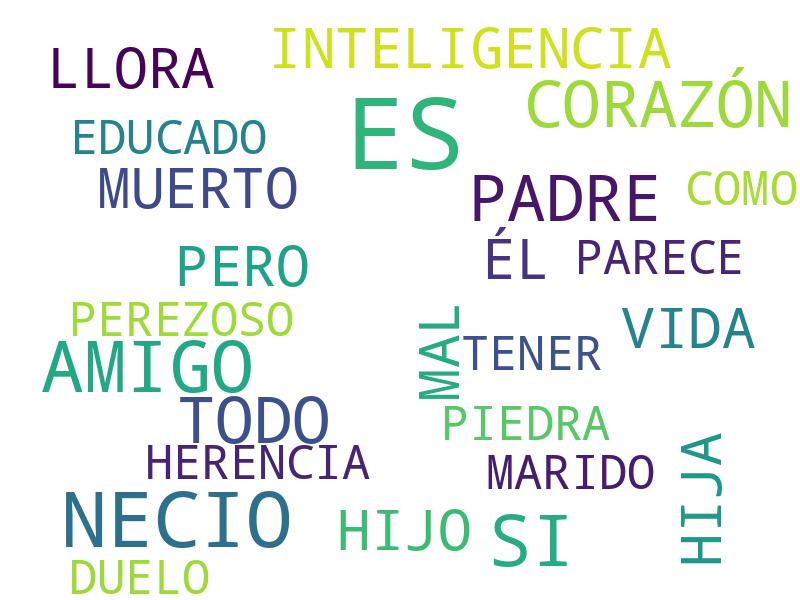 INTELIGENCIA
LLORA
CORAZÓN
ES
EDUCADO
MUERTO
PADRE
COMO
ÉL
PARECE
PERO
PEREZOSO
VIDA
MAL
TENER
AMIGO
TODO
PIEDRA
HERENCIA
MARIDO
HIJA
NECIO
HIJO
SI
DUELO